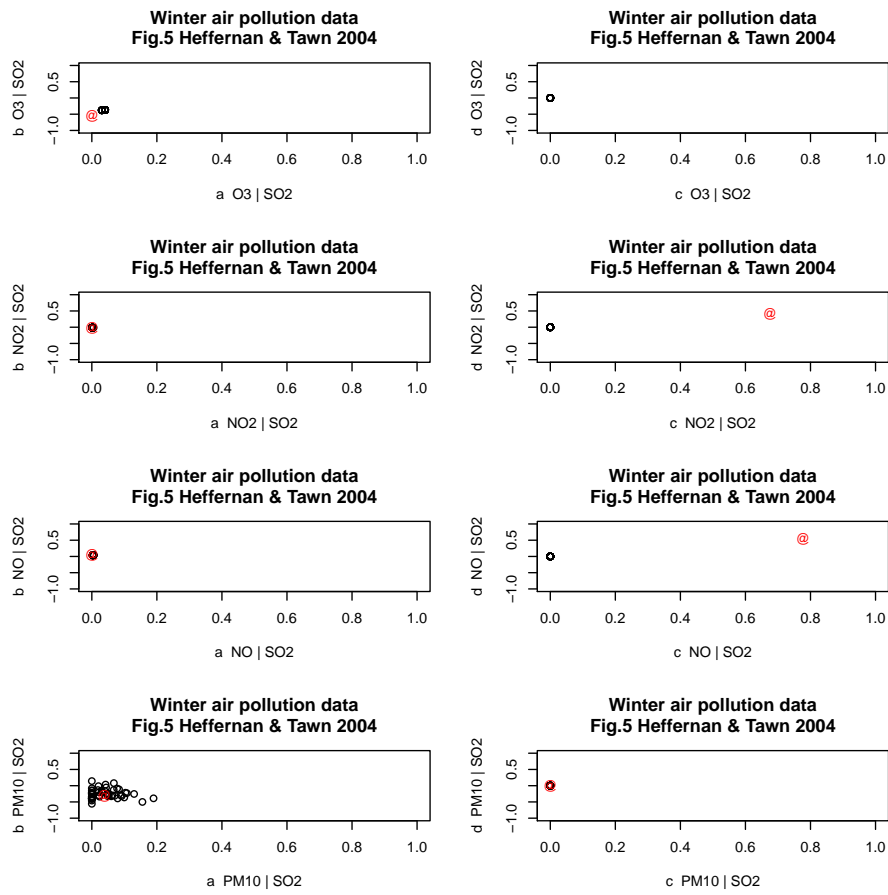 Winter air pollution data
Fig.5 Heffernan & Tawn 2004
b O3 | SO2
0.5
−1.0
@
0.0 0.2 0.4 0.6 0.8 1.0
a O3 | SO2
Winter air pollution data
Fig.5 Heffernan & Tawn 2004
d O3 | SO2
0.5
−1.0
0.0 0.2 0.4 0.6 0.8 1.0
c O3 | SO2
Winter air pollution data
Fig.5 Heffernan & Tawn 2004
b NO2 | SO2
0.5
−1.0
@
0.0 0.2 0.4 0.6 0.8 1.0
a NO2 | SO2
Winter air pollution data
Fig.5 Heffernan & Tawn 2004
d NO2 | SO2
0.5
−1.0
@
0.0 0.2 0.4 0.6 0.8 1.0
c NO2 | SO2
Winter air pollution data
Fig.5 Heffernan & Tawn 2004
b NO | SO2
0.5
−1.0
@
0.0 0.2 0.4 0.6 0.8 1.0
a NO | SO2
Winter air pollution data
Fig.5 Heffernan & Tawn 2004
d NO | SO2
0.5
−1.0
@
0.0 0.2 0.4 0.6 0.8 1.0
c NO | SO2
Winter air pollution data
Fig.5 Heffernan & Tawn 2004
b PM10 | SO2
0.5
−1.0
@
0.0 0.2 0.4 0.6 0.8 1.0
a PM10 | SO2
Winter air pollution data
Fig.5 Heffernan & Tawn 2004
d PM10 | SO2
0.5
−1.0
@
0.0 0.2 0.4 0.6 0.8 1.0
c PM10 | SO2